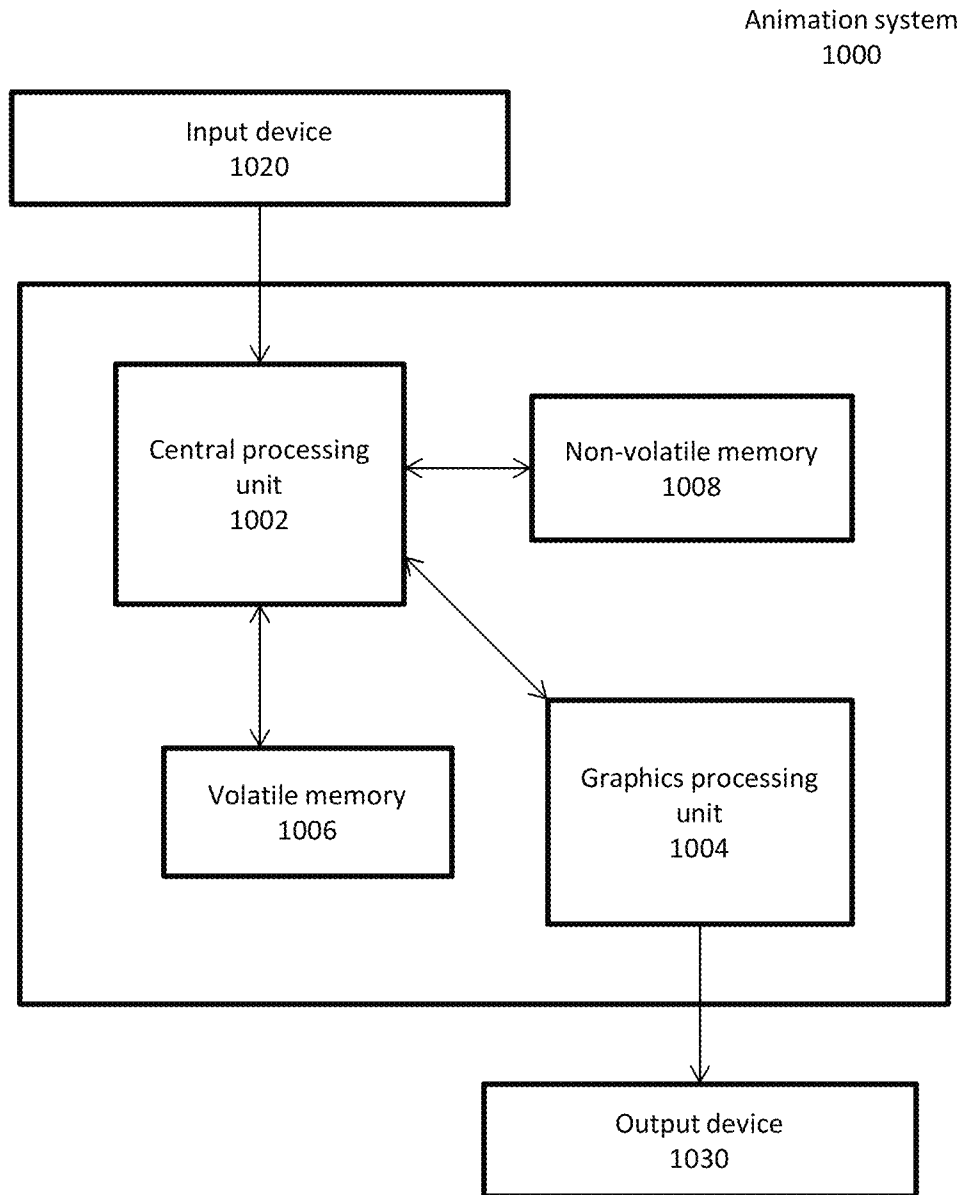 Animation system
1000
Input device
1020
Central processing
unit
1002
Non-volatile memory
1008
Volatile memory
1006
Graphics processing
unit
1004
Output device
1030